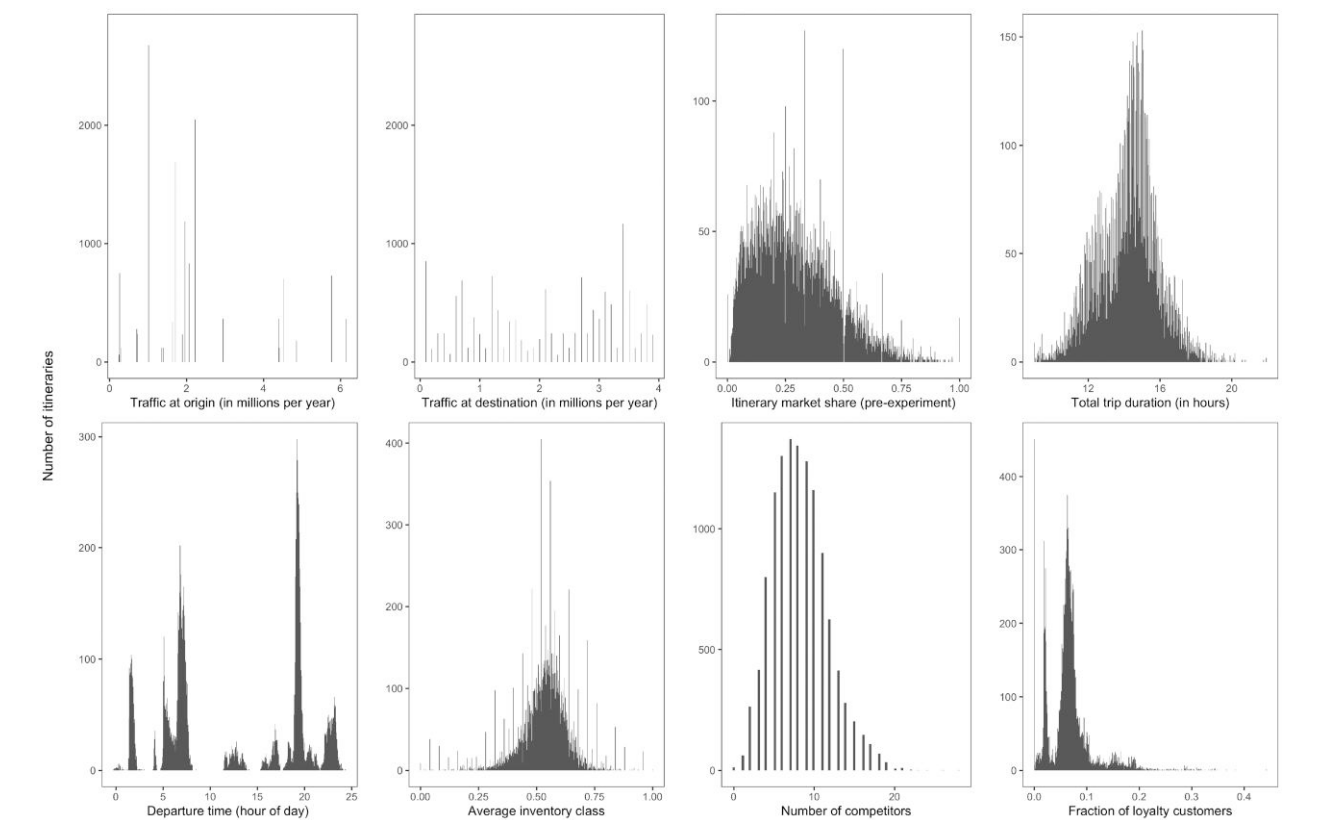 Number of itineraries
2000
1000
0
0 2 4 6
Traffic at origin (in millions per year)
2000
1000
0
0 1 2 3 4
Traffic at destination (in millions per year)
100
50
0
0.00 0.25 0.50 0.75 1.00
Itinerary market share (pre-experiment)
150
100
50
0
12 16 20
Total trip duration (in hours)
300
200
100
0
0 5 10 15 20 25
Departure time (hour of day)
400
300
200
100
0
0.00 0.25 0.50 0.75 1.00
Average inventory class
1000
500
0
0 10 20
Number of competitors
400
300
200
100
0
0.0 0.1 0.2 0.3 0.4
Fraction of loyalty customers